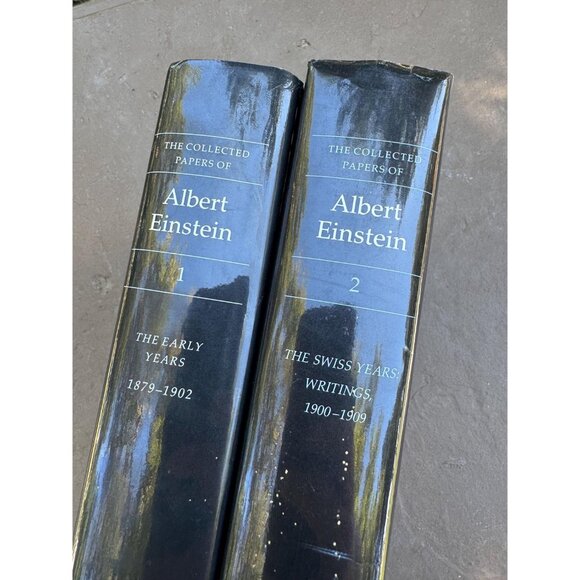 THE COLLECTED
PAPERS OF
Albert
Einstein
1
THE EARLY
YEARS
1879–1902
THE COLLECTED
PAPERS OF
Albert
Einstein
2
THE SWISS YEARS:
WRITINGS,
1900–1909